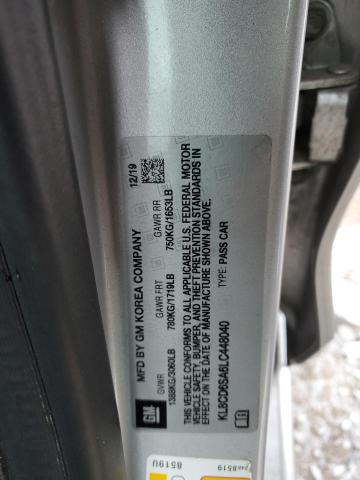 MFD BY GM KOREA COMPANY
12/19
GVWR
GAWR FRT
GAWR RR
1388KG/3060LB
780KG/1719LB
750KG/1653LB
THIS VEHICLE CONFORMS TO ALL APPLICABLE U.S. FEDERAL MOTOR
VEHICLE SAFETY, BUMPER, AND THEFT PREVENTION STANDARDS IN
EFFECT ON THE DATE OF MANUFACTURE SHOWN ABOVE.
KL8CD6SA6LC448040
TYPE: PASS CAR
GM
8519
8519U